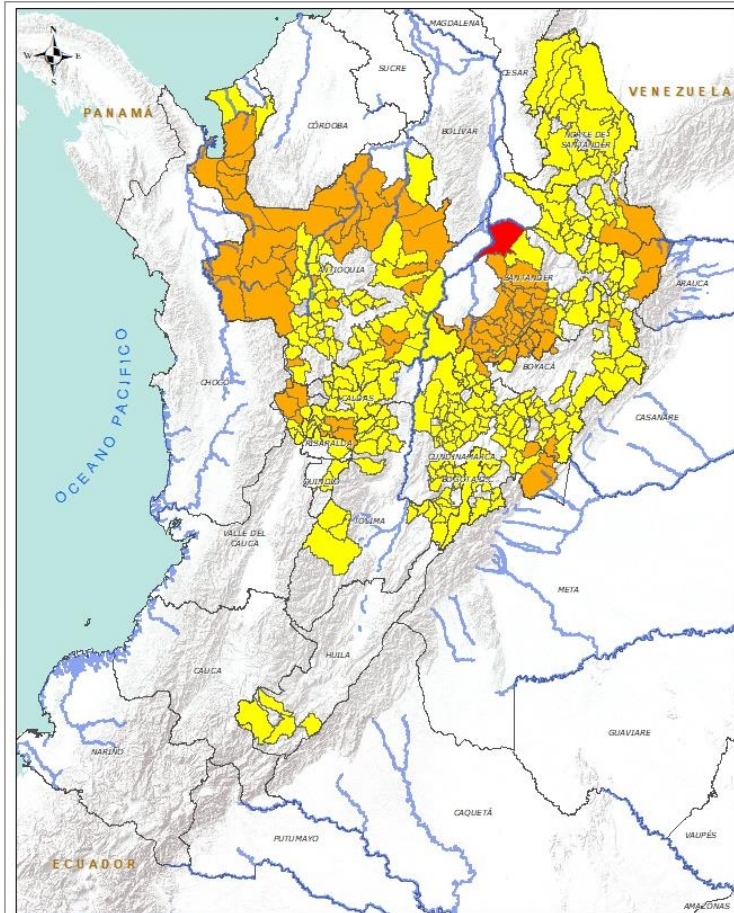 MAGDALENA
N
W E
S
SUCRE
CESAR
VENEZUELA
PANAMÁ
CÓRDOBA
BOLÍVAR
NORTE DE
SANTANDER
ANTIOQUIA
SANTANDER
ARAUCA
OCEANO PACIFICO
CHOCÓ
BOYACÁ
CALDAS
CASANARE
RISARALDA
CUNDINAMARCA
QUINDÍO
BOGOTÁ D.C.
TOLIMA
VALLE DEL
CAUCA
META
HUILA
CAUCA
GUAVIARE
NARIÑO
CAQUETÁ
PUTUMAYO
VAUPÉS
ECUADOR
AMAZONAS